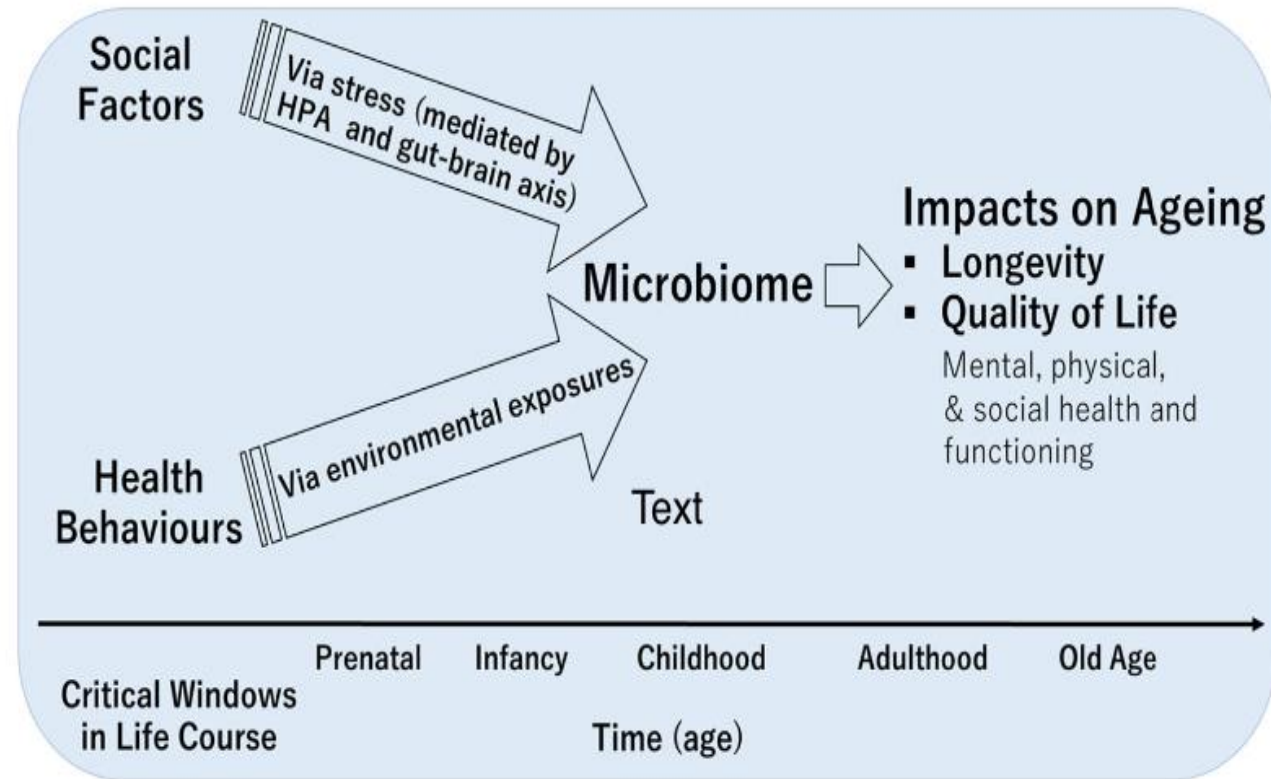 Social
Factors
Via stress (mediated by
HPA and gut-brain axis)
Microbiome
Impacts on Ageing
▪ Longevity
▪ Quality of Life
Mental, physical,
& social health and
functioning
Health
Behaviours
Via environmental exposures
Text
Prenatal
Infancy
Childhood
Adulthood
Old Age
Critical Windows
in Life Course
Time (age)